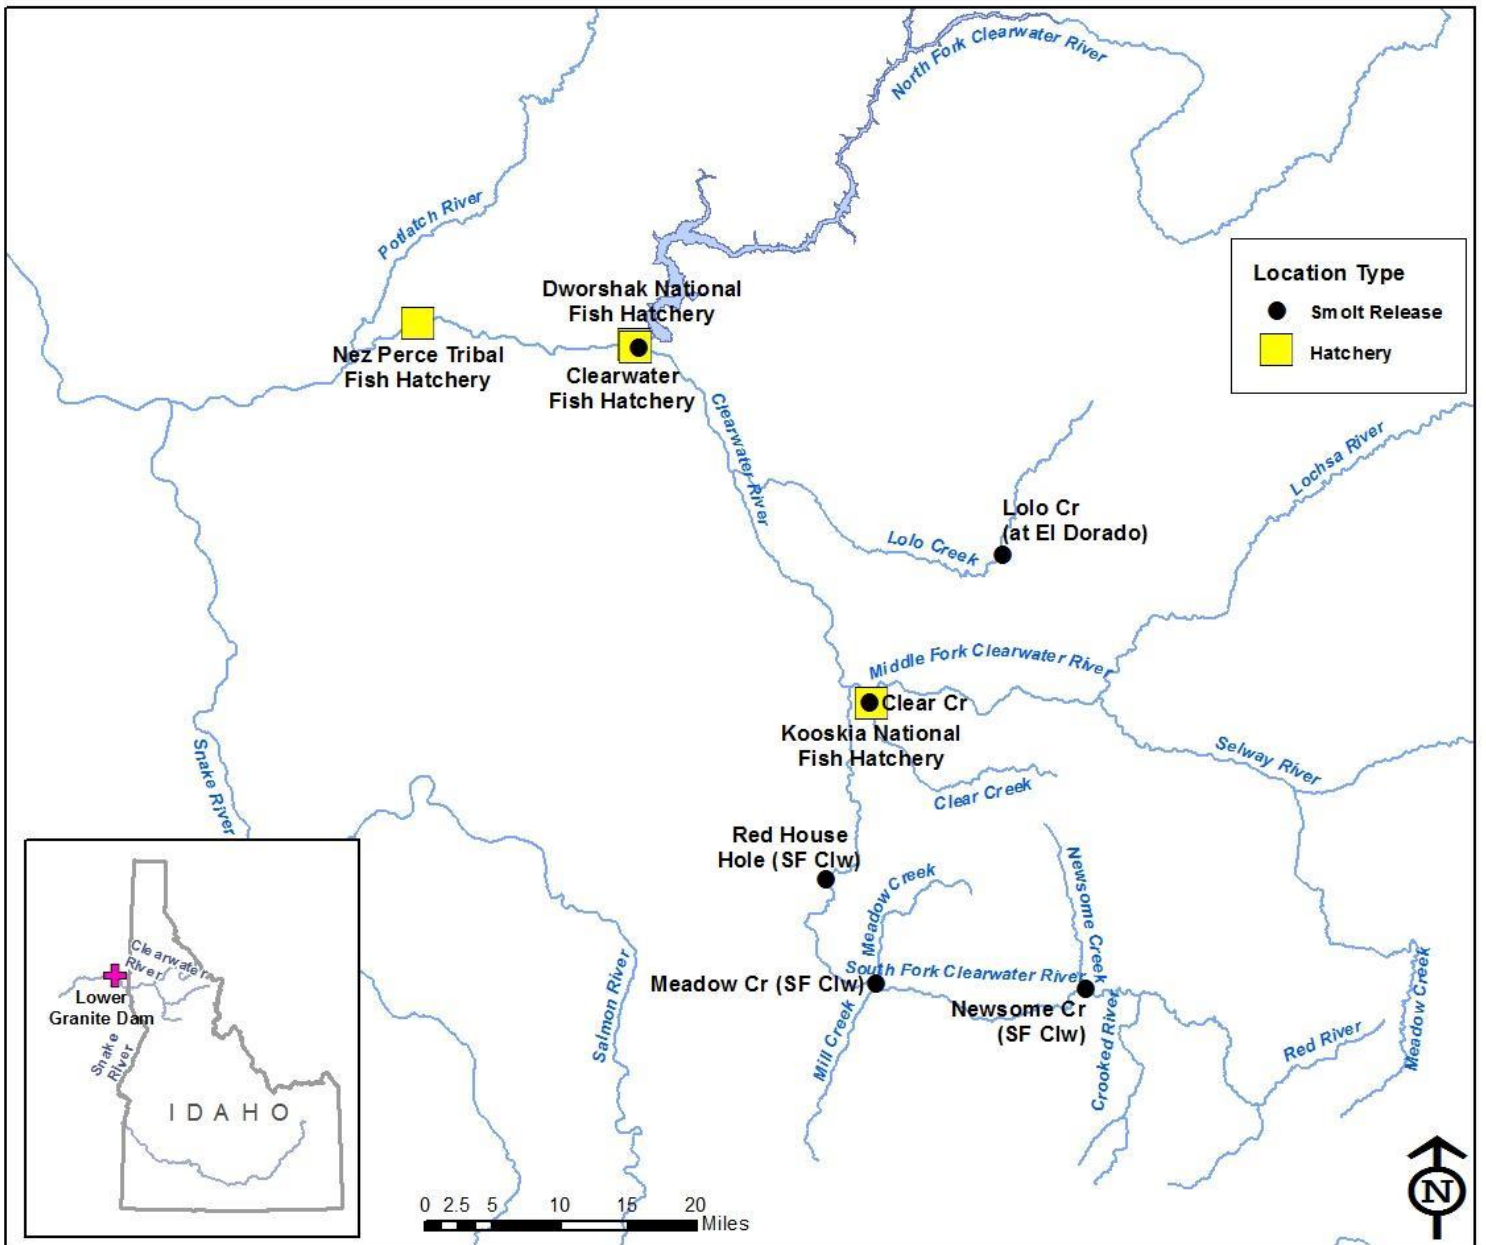 North Fork Clearwater River
Potlatch River
Location Type
Smolt Release
Hatchery
Dworshak National
Fish Hatchery
Nez Perce Tribal
Fish Hatchery
Clearwater
Fish Hatchery
Clearwater River
Lochsa River
Lolo Cr
(at El Dorado)
Lolo Creek
Middle Fork Clearwater River
Clear Cr
Kooskia National
Fish Hatchery
Snake River
Selway River
Clear Creek
Red House
Hole (SF Clw)
Meadow Creek
Newsome Creek
South Fork Clearwater River
Meadow Cr (SF Clw)
Newsome Cr
(SF Clw)
Salmon River
Mill Creek
Crooked River
Red River
Meadow Creek
Clearwater
River
Lower
Granite Dam
Snake
River
IDAHO
N
0 2.5 5 10 15 20
Miles